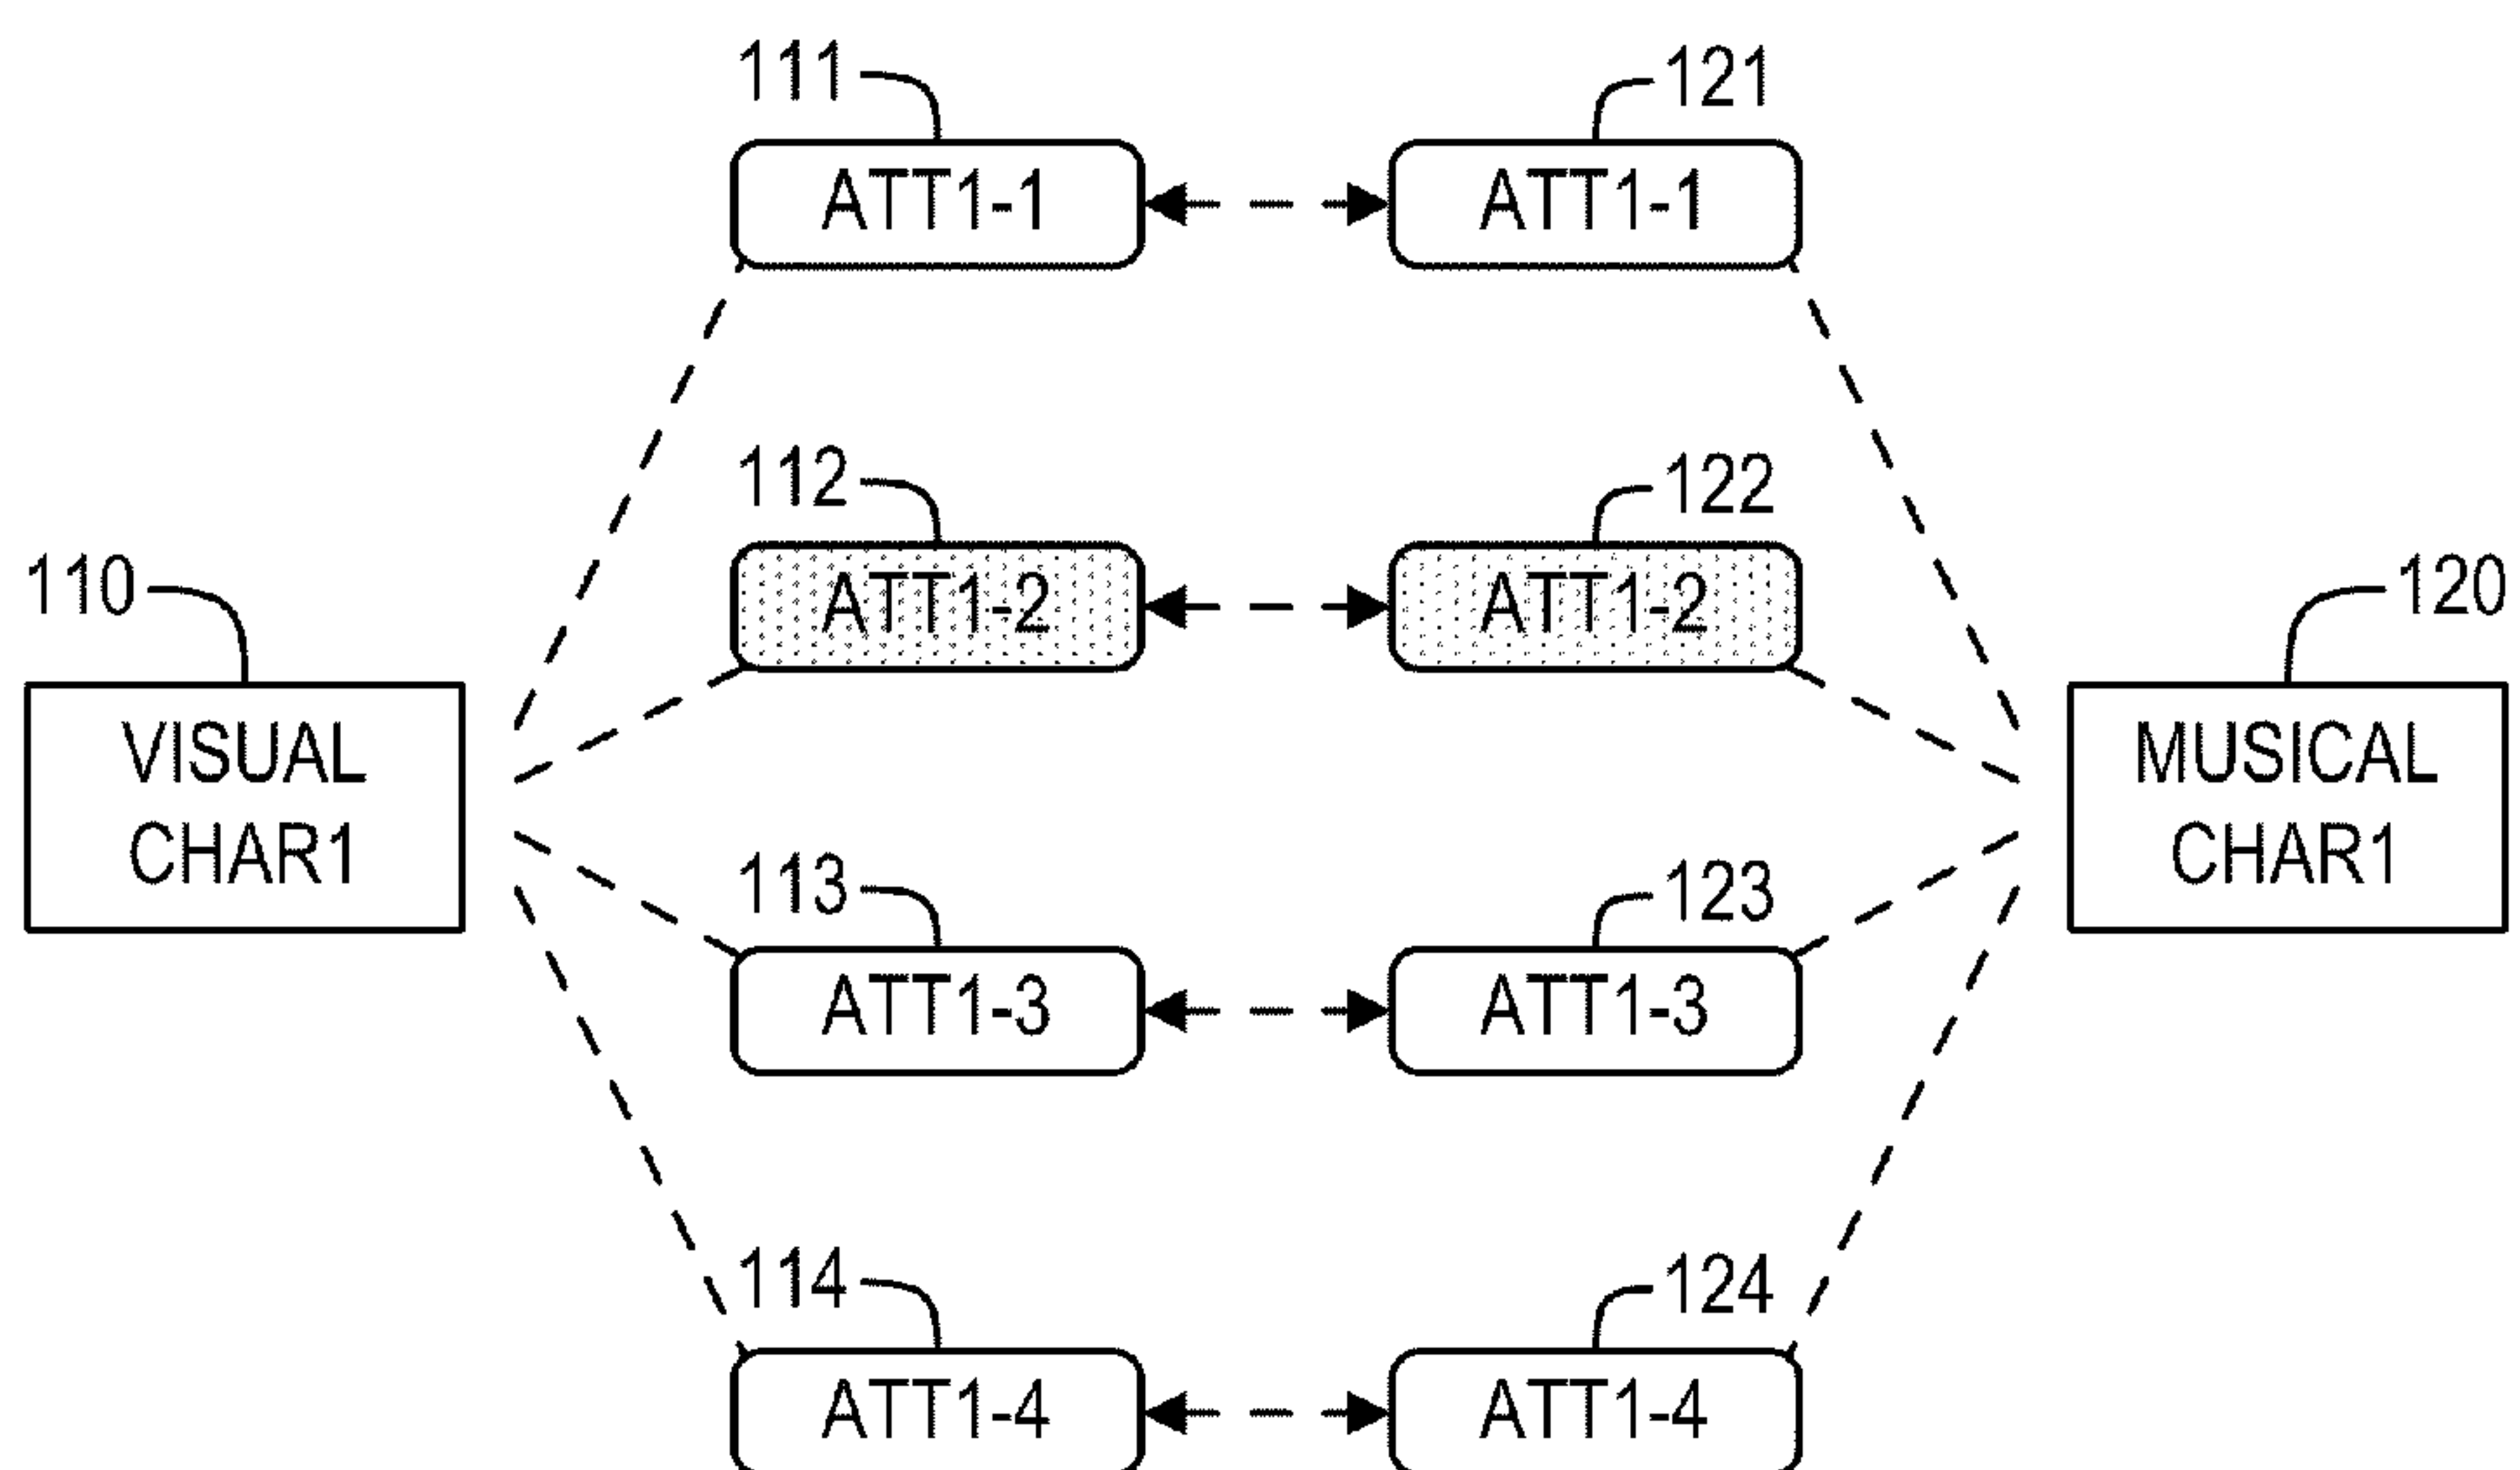 111
121
ATT1-1
ATT1-1
112
122
110
ATT1-2
ATT1-2
120
VISUAL
CHAR1
MUSICAL
CHAR1
113
123
ATT1-3
ATT1-3
114
124
ATT1-4
ATT1-4